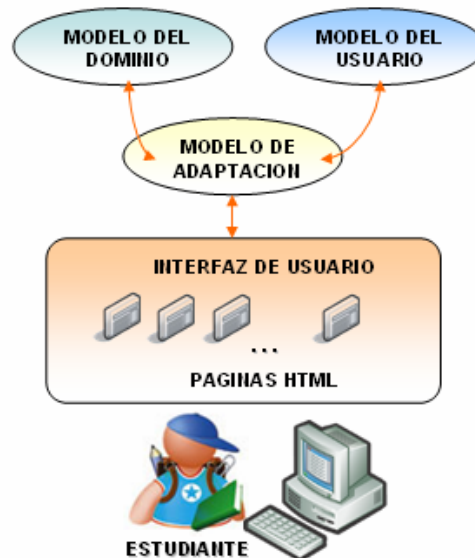 MODELO DEL
DOMINIO
MODELO DEL
USUARIO
MODELO DE
ADAPTACION
INTERFAZ DE USUARIO
...
PAGINAS HTML
ESTUDIANTE